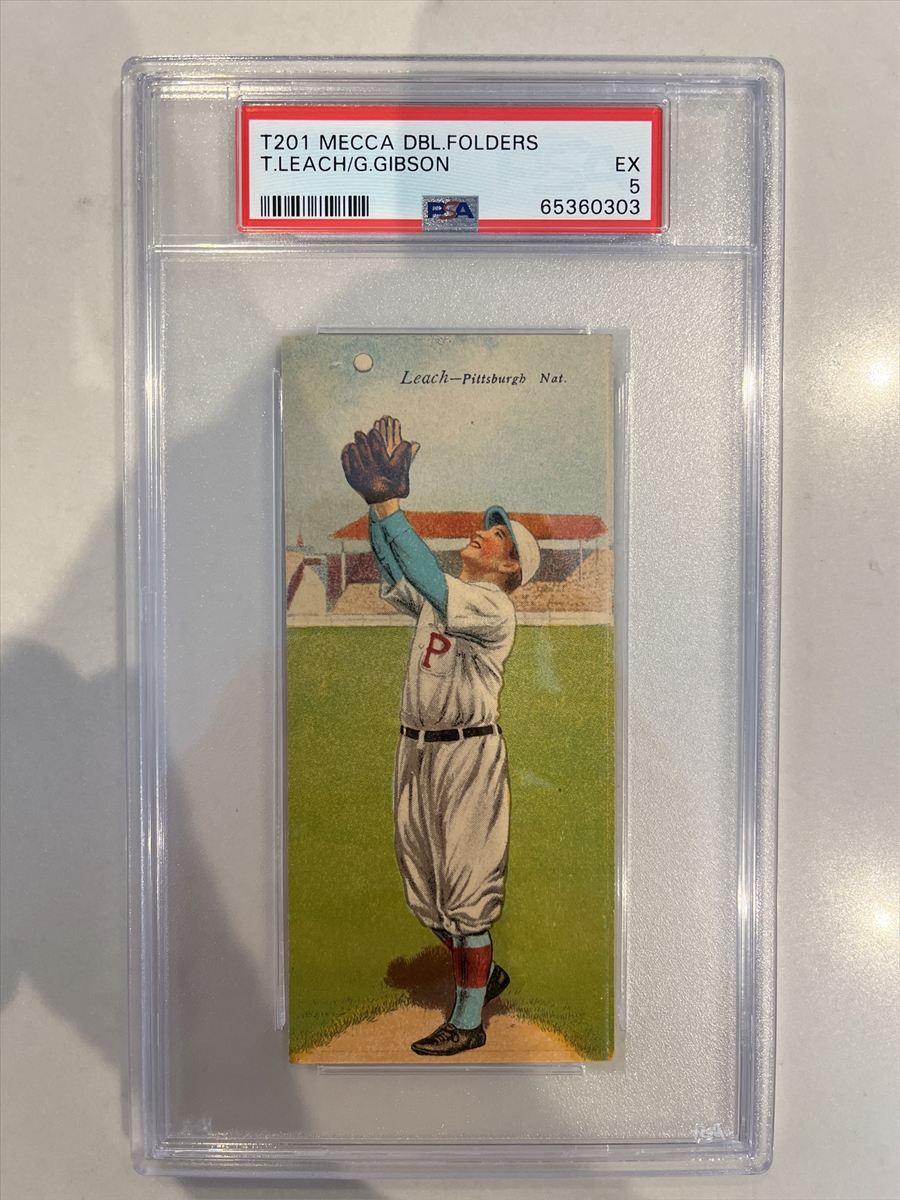 T201 MECCA DBL.FOLDERS
T.LEACH/G.GIBSON EX
5
PSA 65360303
Leach—Pittsburgh Nat.
P